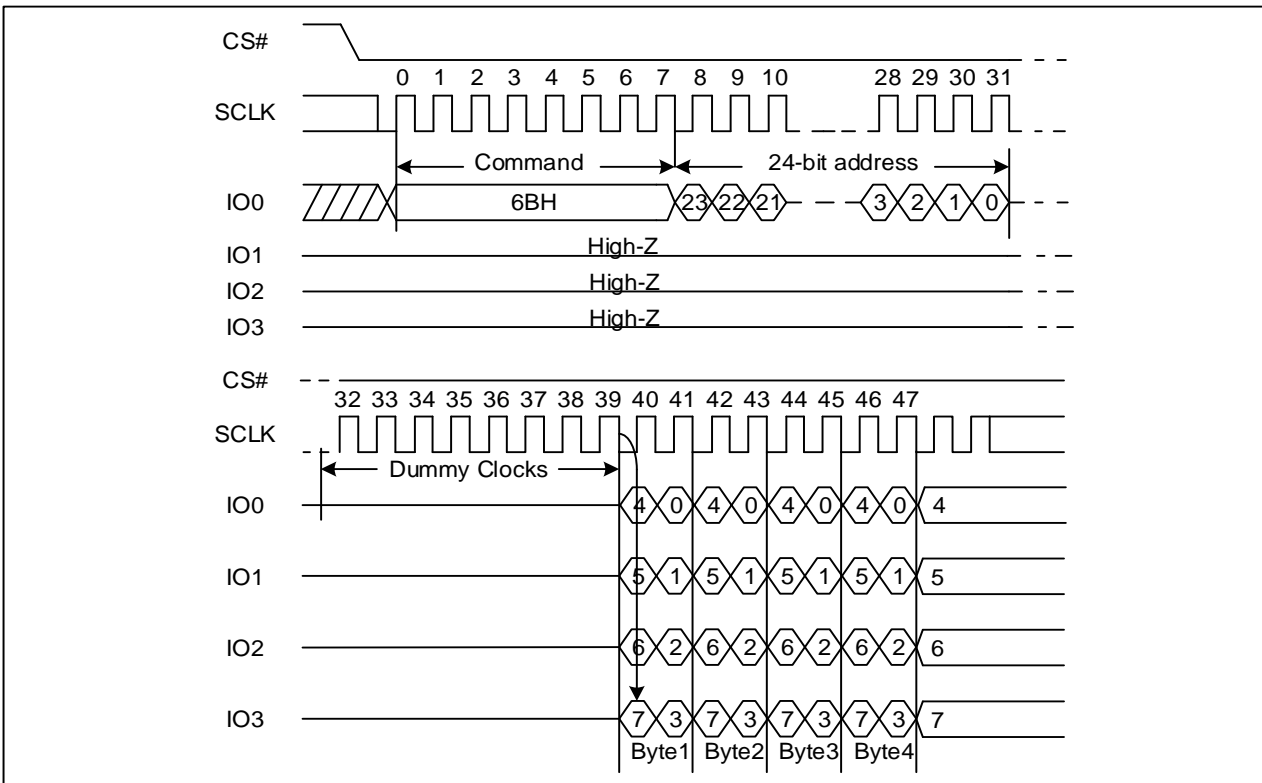 CS#
0 1 2 3 4 5 6 7 8 9 10 28 29 30 31
SCLK
Command 24-bit address
IO0 6BH 23 22 21 3 2 1 0
IO1 High-Z
IO2 High-Z
IO3 High-Z
CS#
32 33 34 35 36 37 38 39 40 41 42 43 44 45 46 47
SCLK
Dummy Clocks
IO0 4 0 4 0 4 0 4 0 4
IO1 5 1 5 1 5 1 5 1 5
IO2 6 2 6 2 6 2 6 2 6
IO3 7 3 7 3 7 3 7 3 7
Byte1 Byte2 Byte3 Byte4